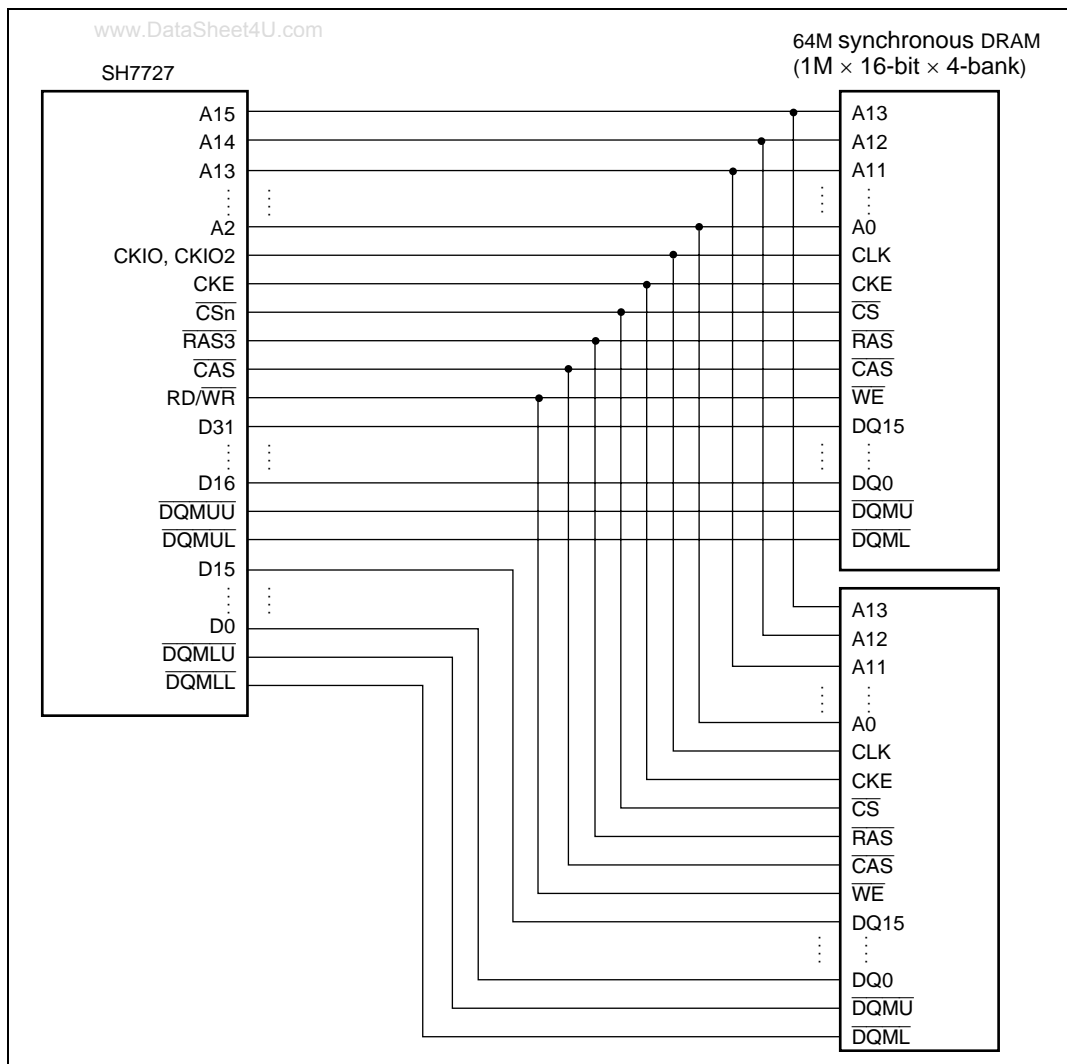 www.DataSheet4U.com
64M synchronous DRAM
(1M × 16-bit × 4-bank)
SH7727
A15
A14
A13
A2
CKIO, CKIO2
CKE
CSn
RAS3
CAS
RD/WR
D31
D16
DQMUU
DQMUL
D15
D0
DQMLU
DQMLL
A13
A12
A11
A0
CLK
CKE
CS
RAS
CAS
WE
DQ15
DQ0
DQMU
DQML
A13
A12
A11
A0
CLK
CKE
CS
RAS
CAS
WE
DQ15
DQ0
DQMU
DQML